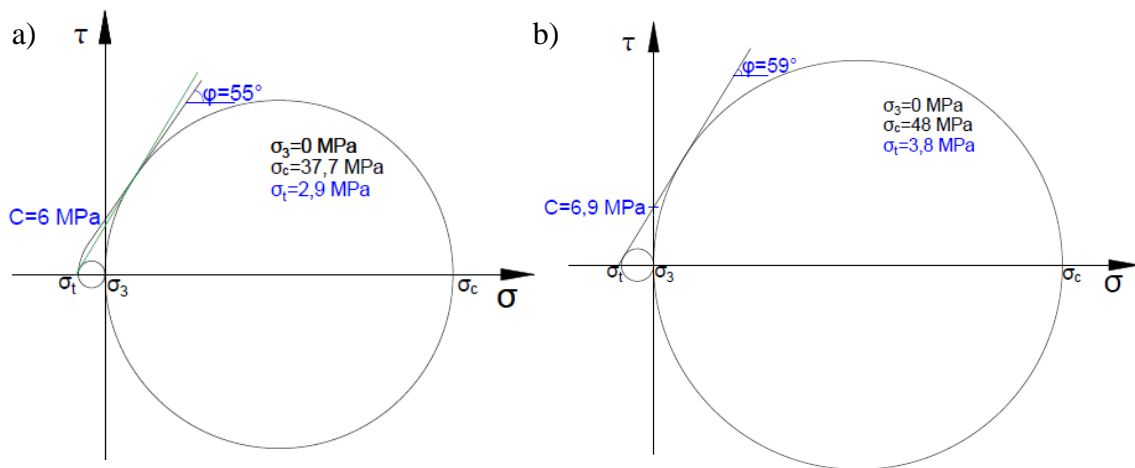 a)
τ
φ=55°
σ₃=0 MPa
σc=37,7 MPa
σt=2,9 MPa
C=6 MPa
σt
σ₃
σc
σ
b)
τ
φ=59°
σ₃=0 MPa
σc=48 MPa
σt=3,8 MPa
C=6,9 MPa
σt
σ₃
σc
σ